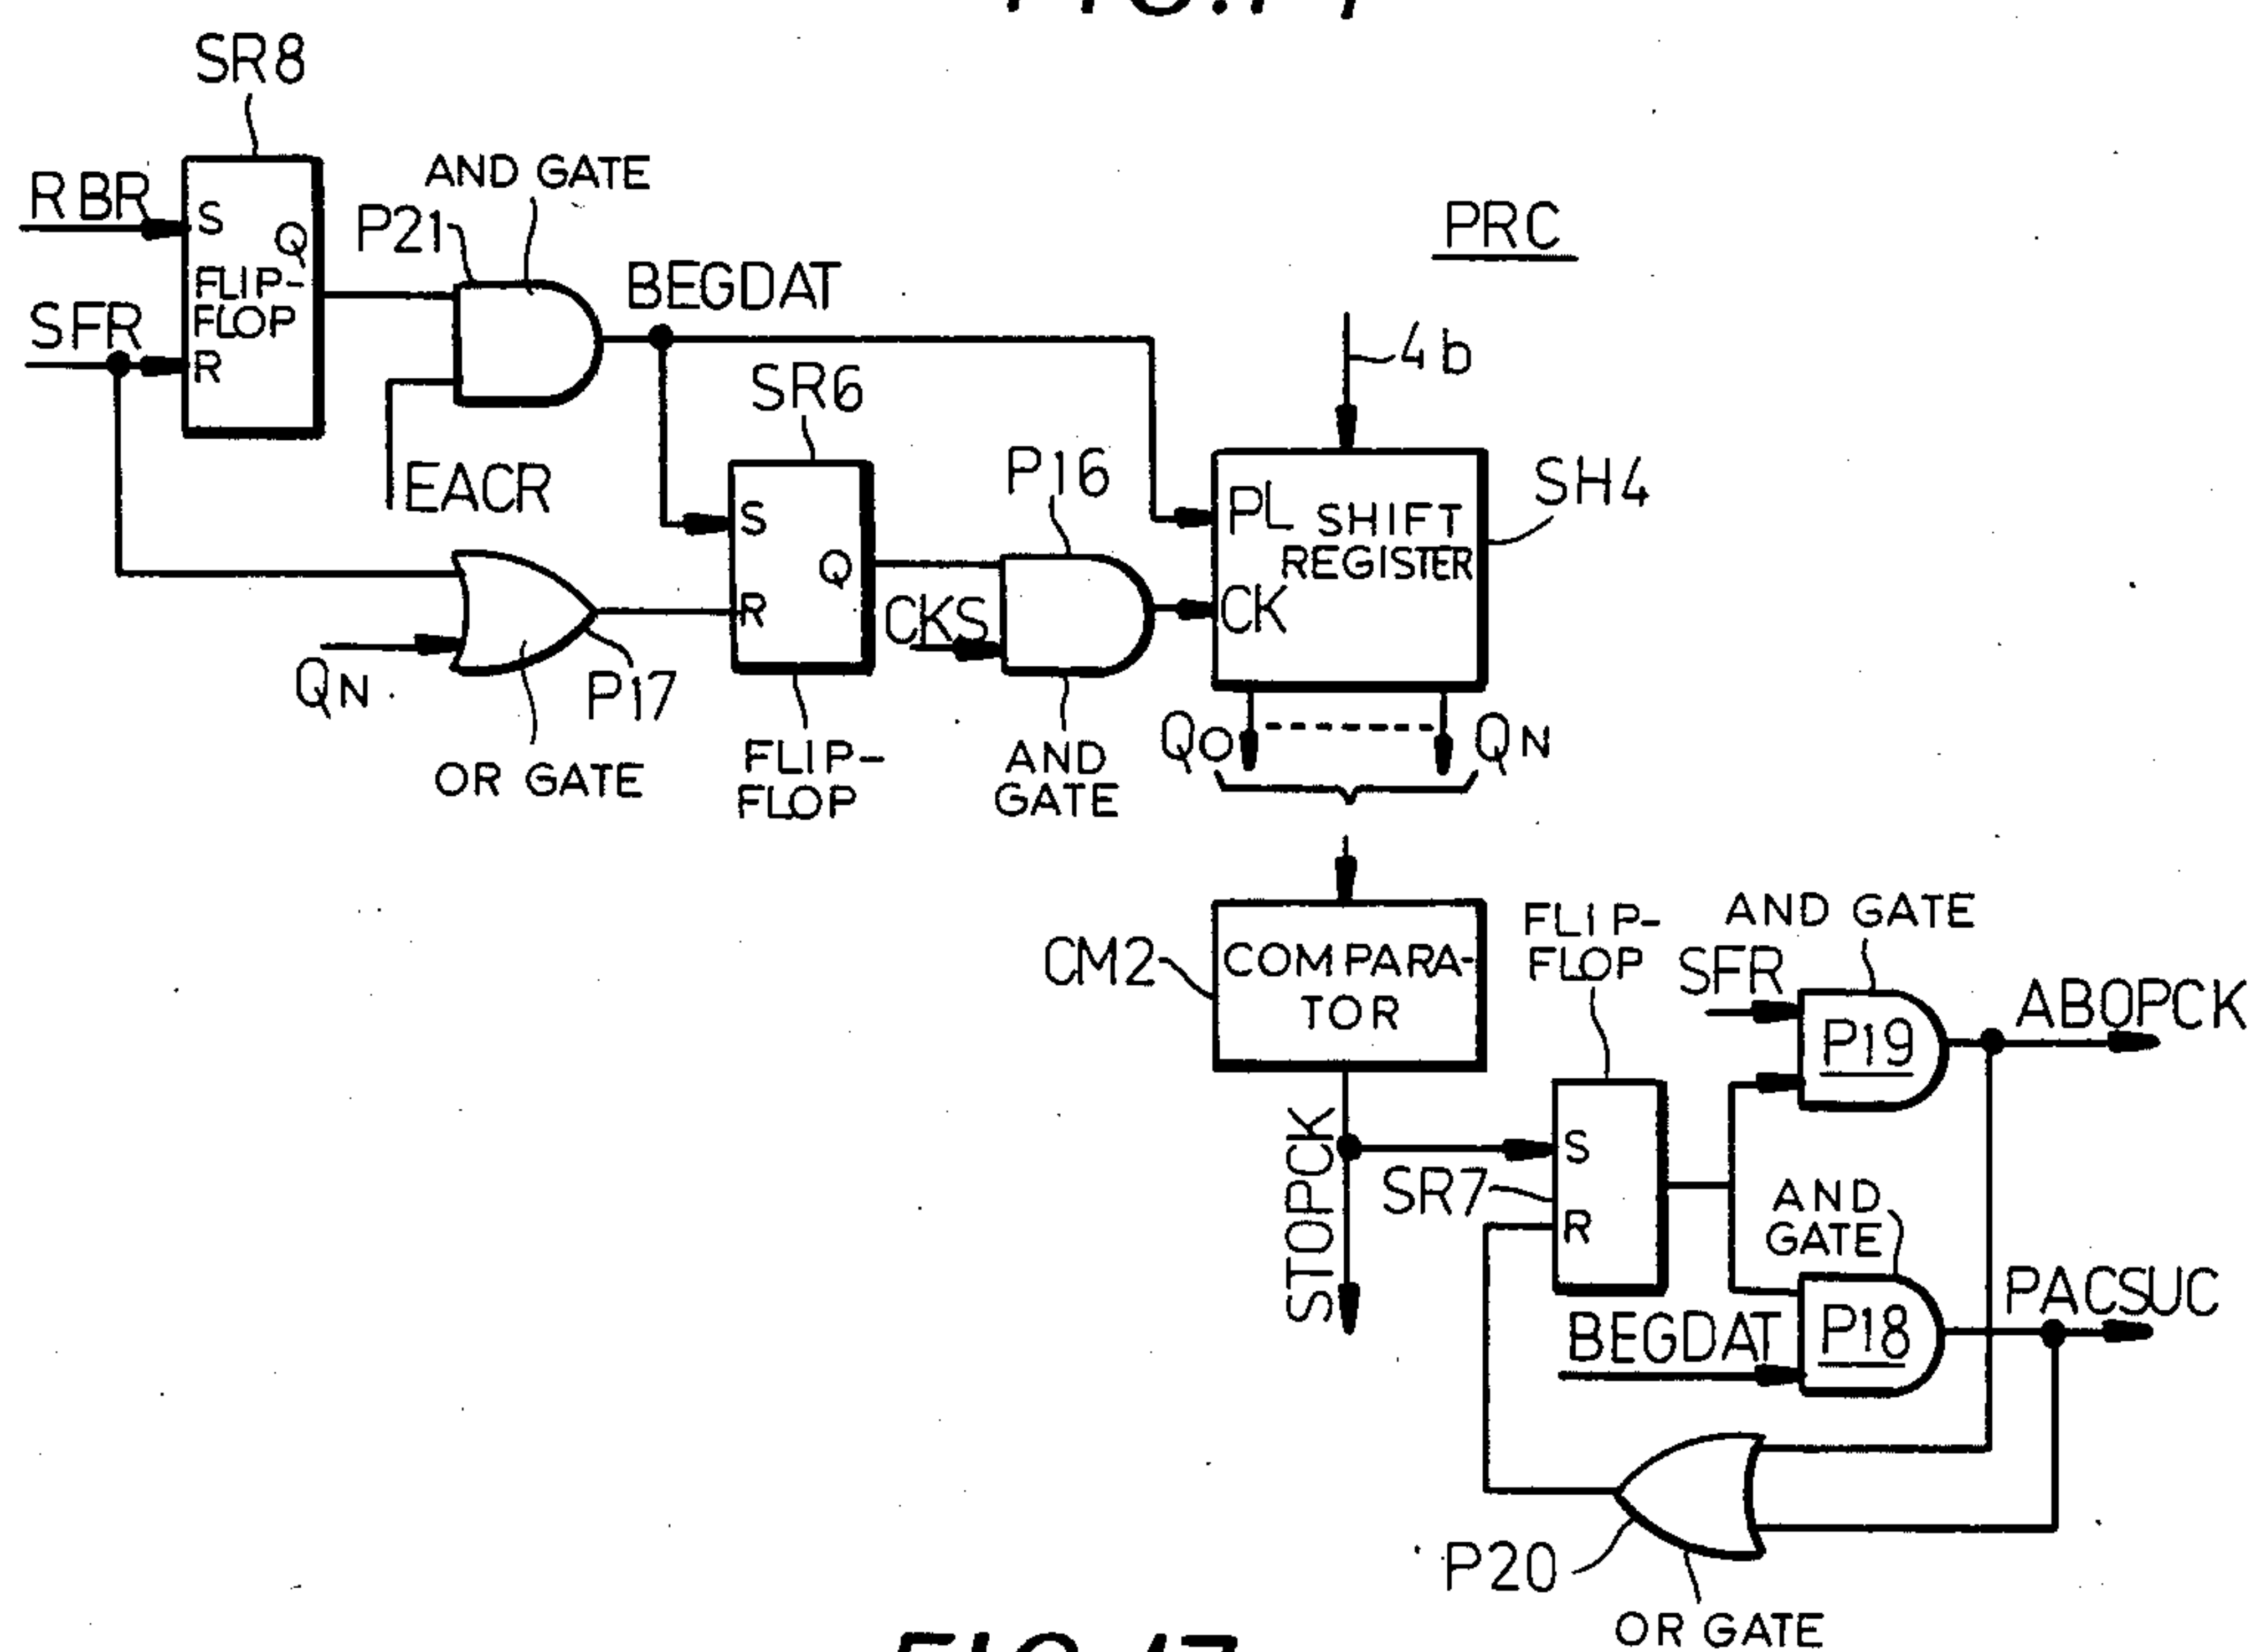 SR8
AND GATE
RBR
P21
PRC
S
Q
BEGDAT
FLIP-
FLOP
SFR
R
4b
SR6
EACR
P16
SH4
S
PL SHIFT
REGISTER
Q
R
CKS
CK
QN
P17
OR GATE
FLIP-
FLOP
AND
GATE
QO
QN
CM2
COMPARA-
TOR
FLIP-
FLOP
AND GATE
SFR
P19
ABOPCK
STOPCK
S
SR7
R
AND
GATE
BEGDAT
P18
PACSUC
P20
OR GATE